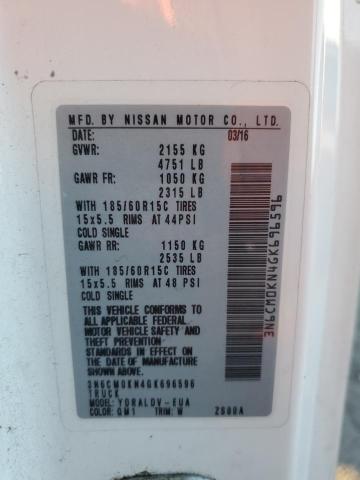 MFD. BY NISSAN MOTOR CO., LTD.
DATE: 03/16
GVWR: 2155 KG
4751 LB
GAWR FR: 1050 KG
2315 LB
WITH 185/60R15C TIRES
15x5.5 RIMS AT 44PSI
COLD SINGLE
GAWR RR: 1150 KG
2535 LB
WITH 185/60R15C TIRES
15x5.5 RIMS AT 48 PSI
COLD SINGLE
THIS VEHICLE CONFORMS TO
ALL APPLICABLE FEDERAL
MOTOR VEHICLE SAFETY AND
THEFT PREVENTION
STANDARDS IN EFFECT ON
THE DATE OF MANUFACTURE
SHOWN ABOVE.
3N6CM0KN4GK696596
TRUCK
MODEL: YDRALDV-EUA
COLOR: QM1 TRIM: W 2S00A
3N6CM0KN4GK696596